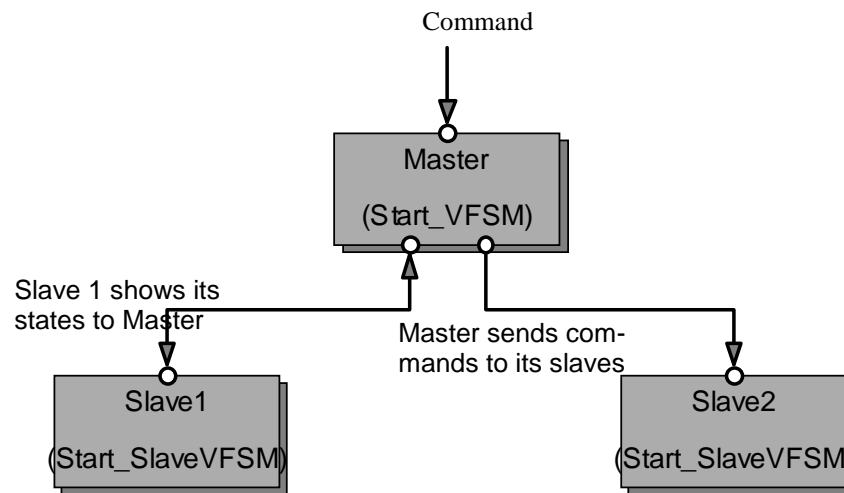 Command
Master
(Start_VFSM)
Slave 1 shows its
states to Master
Master sends com-
mands to its slaves
Slave1
(Start_SlaveVFSM)
Slave2
(Start_SlaveVFSM